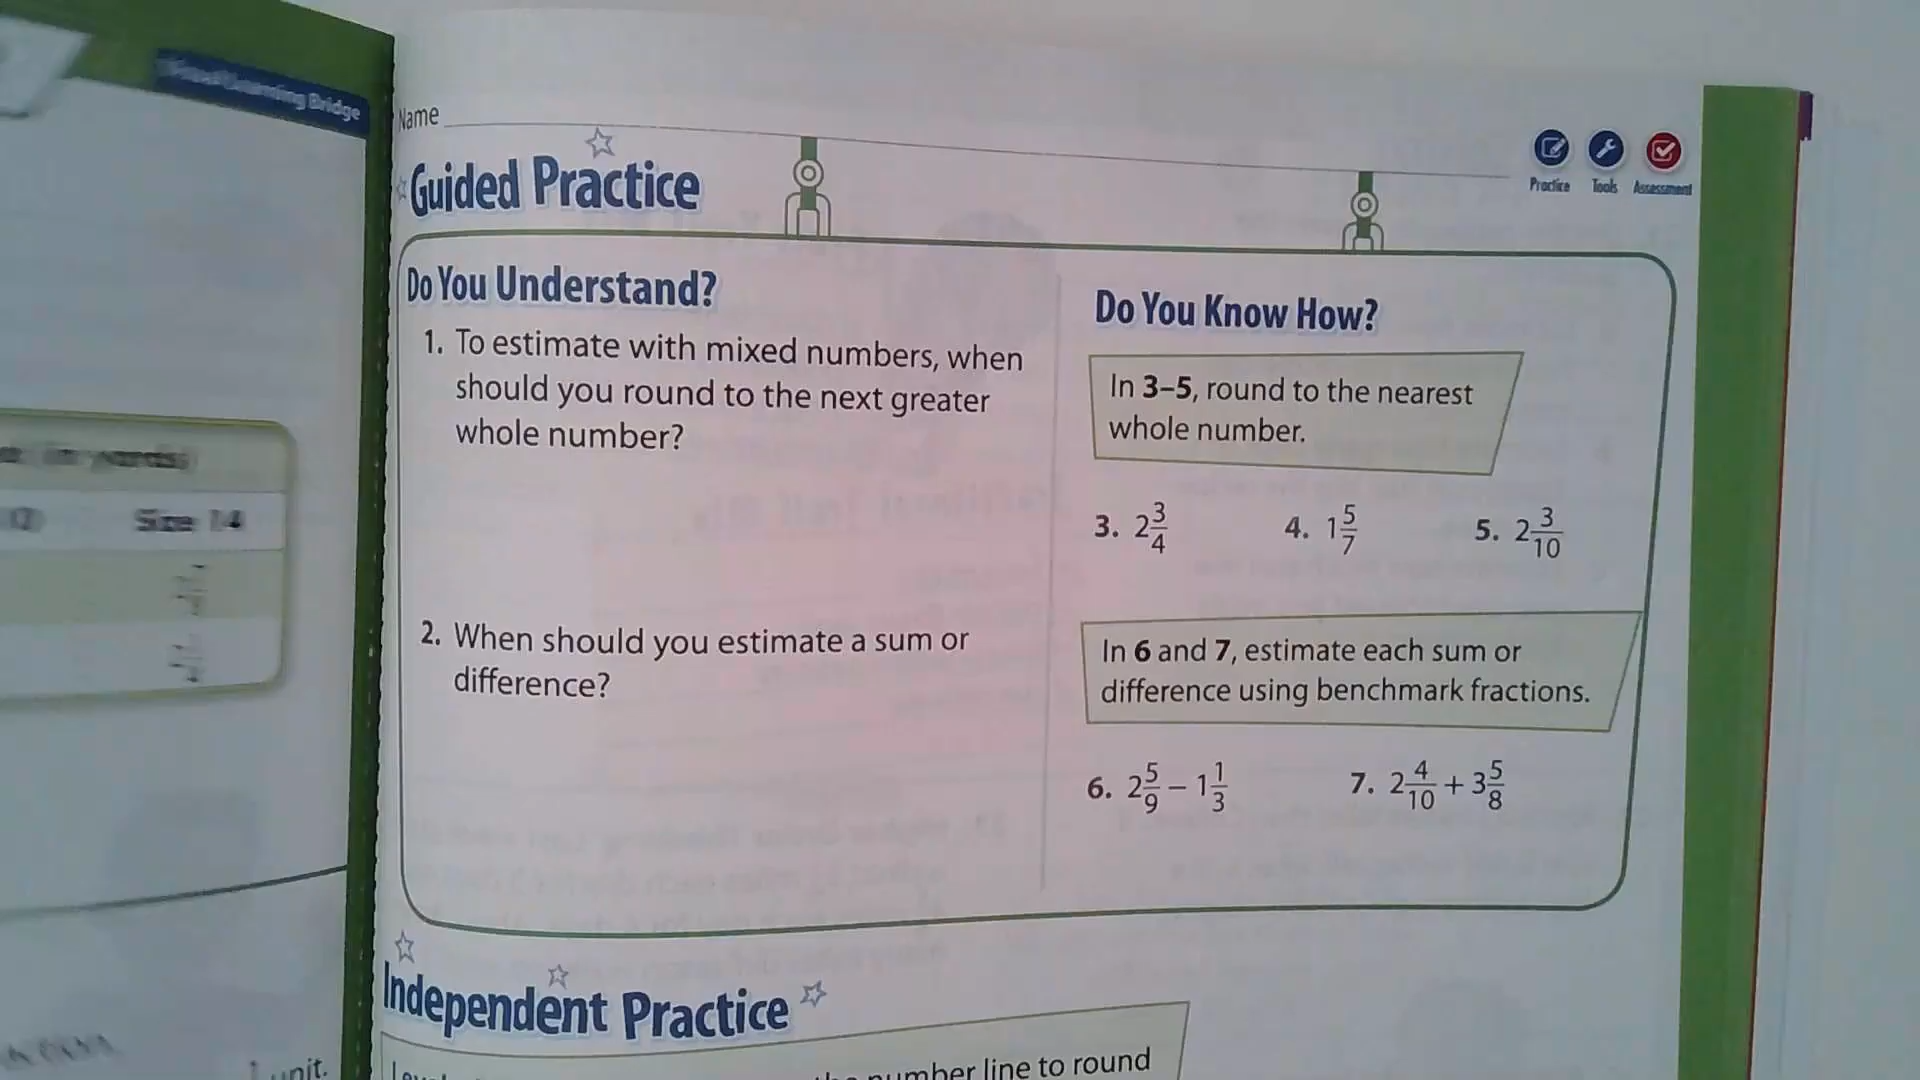 Learning Bridge
Size 14
unit.
Name
Practice Tools Assessment
Guided Practice
Do You Understand?
1. To estimate with mixed numbers, when
should you round to the next greater
whole number?
2. When should you estimate a sum or
difference?
Do You Know How?
In 3–5, round to the nearest
whole number.
3. 2 3/4 4. 1 5/7 5. 2 3/10
In 6 and 7, estimate each sum or
difference using benchmark fractions.
6. 2 5/9 – 1 1/3 7. 2 4/10 + 3 5/8
Independent Practice
number line to round